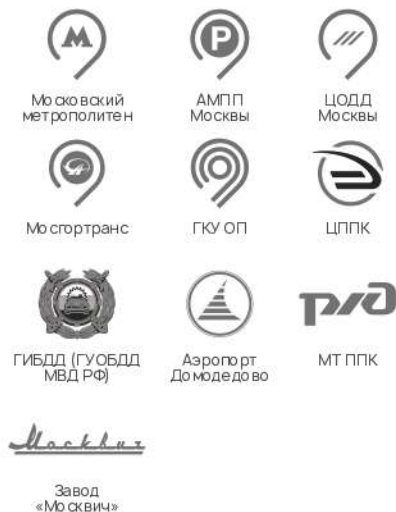 М
P
Московский
метрополитен
АМПП
Москвы
ЦОДД
Москвы
Мосгортранс
ГКУ ОП
ЦППК
ГИБДД (ГУОБДД
МВД РФ)
Аэропорт
Домодедово
ржд
МТ ППК
Москвич
Завод
«Москвич»